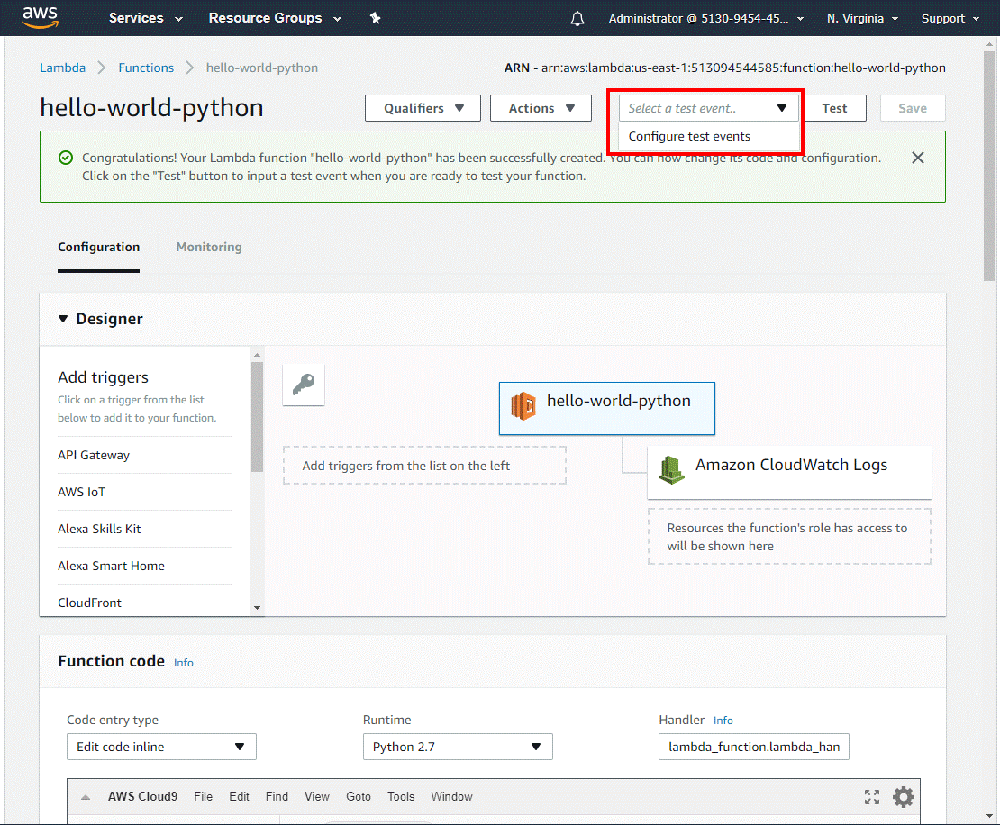 aws Services Resource Groups Administrator @ 5130-9454-45... N. Virginia Support
Lambda Functions hello-world-python ARN - arn:aws:lambda:us-east-1:513094544585:function:hello-world-python
hello-world-python Qualifiers Actions Select a test event.. Test Save
Configure test events
Congratulations! Your Lambda function "hello-world-python" has been successfully created. You can now change its code and configuration.
Click on the "Test" button to input a test event when you are ready to test your function.
Configuration Monitoring
Designer
Add triggers
Click on a trigger from the list
below to add it to your function.
API Gateway
AWS IoT
Alexa Skills Kit
Alexa Smart Home
CloudFront
hello-world-python
Add triggers from the list on the left
Amazon CloudWatch Logs
Resources the function's role has access to
will be shown here
Function code Info
Code entry type
Edit code inline
Runtime
Python 2.7
Handler Info
lambda_function.lambda_han
AWS Cloud9 File Edit Find View Goto Tools Window